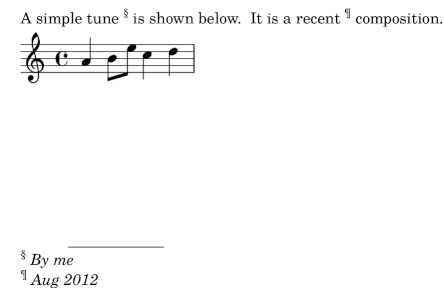 A simple tune § is shown below. It is a recent ¶ composition.
§ By me
¶ Aug 2012